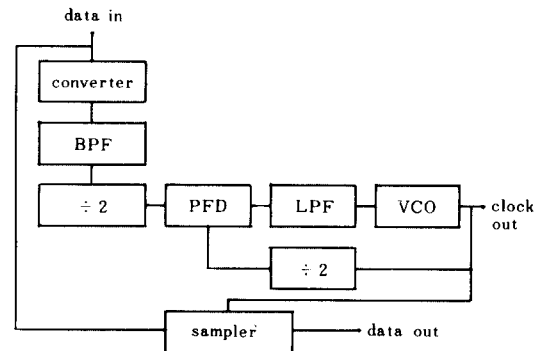 data in
converter
BPF
÷ 2
PFD
LPF
VCO
clock
out
÷ 2
sampler
data out